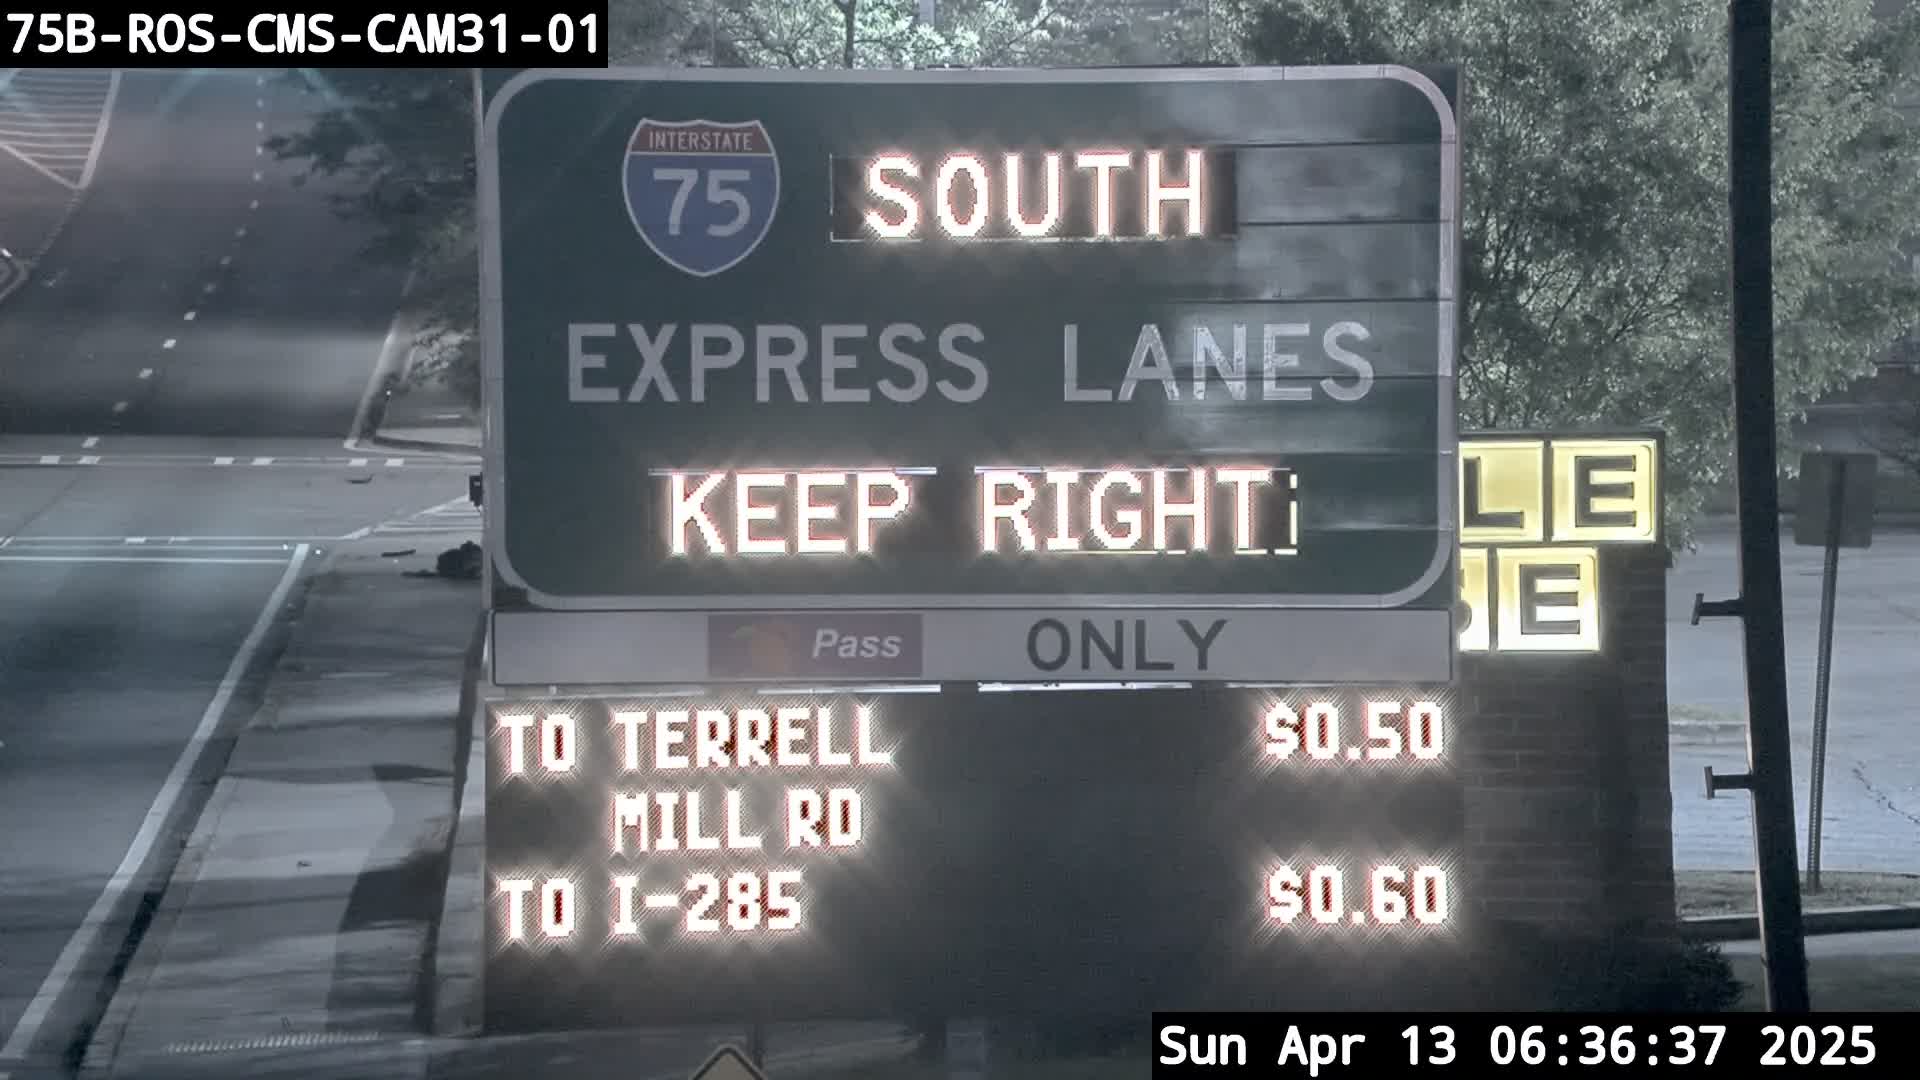 75B-ROS-CMS-CAM31-01
INTERSTATE
75
SOUTH
EXPRESS LANES
KEEP RIGHT
Pass ONLY
TO TERRELL $0.50
MILL RD
TO I-285 $0.60
LE
E
Sun Apr 13 06:36:37 2025